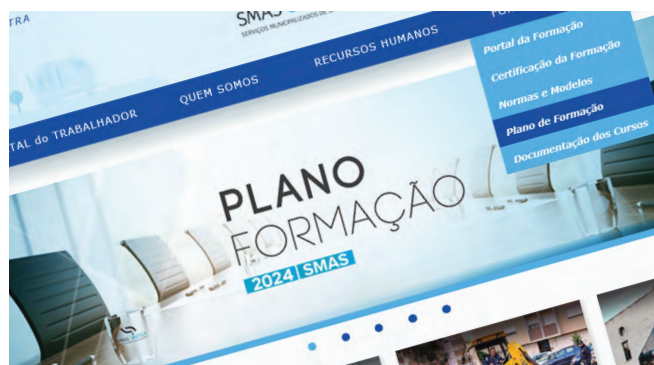 TRA
SMAS
SERVIÇOS MUNICIPALIZADOS DE
TAL do TRABALHADOR
QUEM SOMOS
RECURSOS HUMANOS
Portal da Formação
Certificação da Formação
Normas e Modelos
Plano de Formação
Documentação dos Cursos
PLANO
FORMAÇÃO
2024 | SMAS